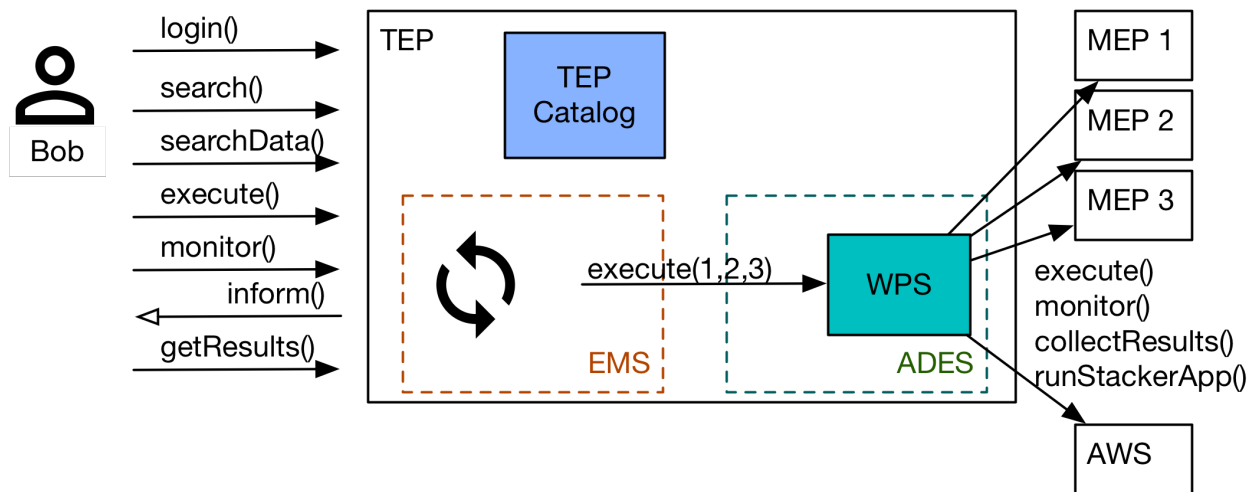 login()
search()
searchData()
execute()
monitor()
inform()
getResults()
Bob
TEP
TEP
Catalog
execute(1,2,3)
EMS
WPS
ADES
MEP 1
MEP 2
MEP 3
execute()
monitor()
collectResults()
runStackerApp()
AWS